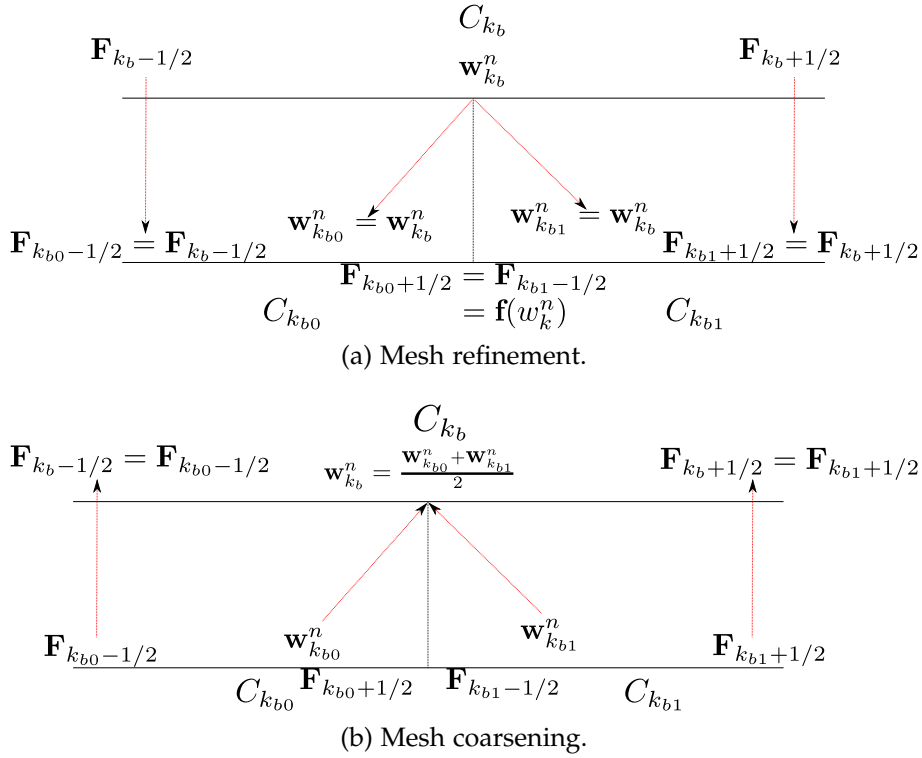 C_{k_b}
F_{k_b−1/2} F_{k_b+1/2}
w^n_{k_b}
w^n_{k_{b0}} = w^n_{k_b} w^n_{k_{b1}} = w^n_{k_b}
F_{k_{b0}−1/2} = F_{k_b−1/2} F_{k_{b1}+1/2} = F_{k_b+1/2}
F_{k_{b0}+1/2} = F_{k_{b1}−1/2}
C_{k_{b0}} = f(w^n_k) C_{k_{b1}}
(a) Mesh refinement.
C_{k_b}
F_{k_b−1/2} = F_{k_{b0}−1/2} w^n_{k_b} = \frac{w^n_{k_{b0}}+w^n_{k_{b1}}}{2} F_{k_b+1/2} = F_{k_{b1}+1/2}
F_{k_{b0}−1/2} w^n_{k_{b0}} w^n_{k_{b1}} F_{k_{b1}+1/2}
C_{k_{b0}} F_{k_{b0}+1/2} F_{k_{b1}−1/2} C_{k_{b1}}
(b) Mesh coarsening.